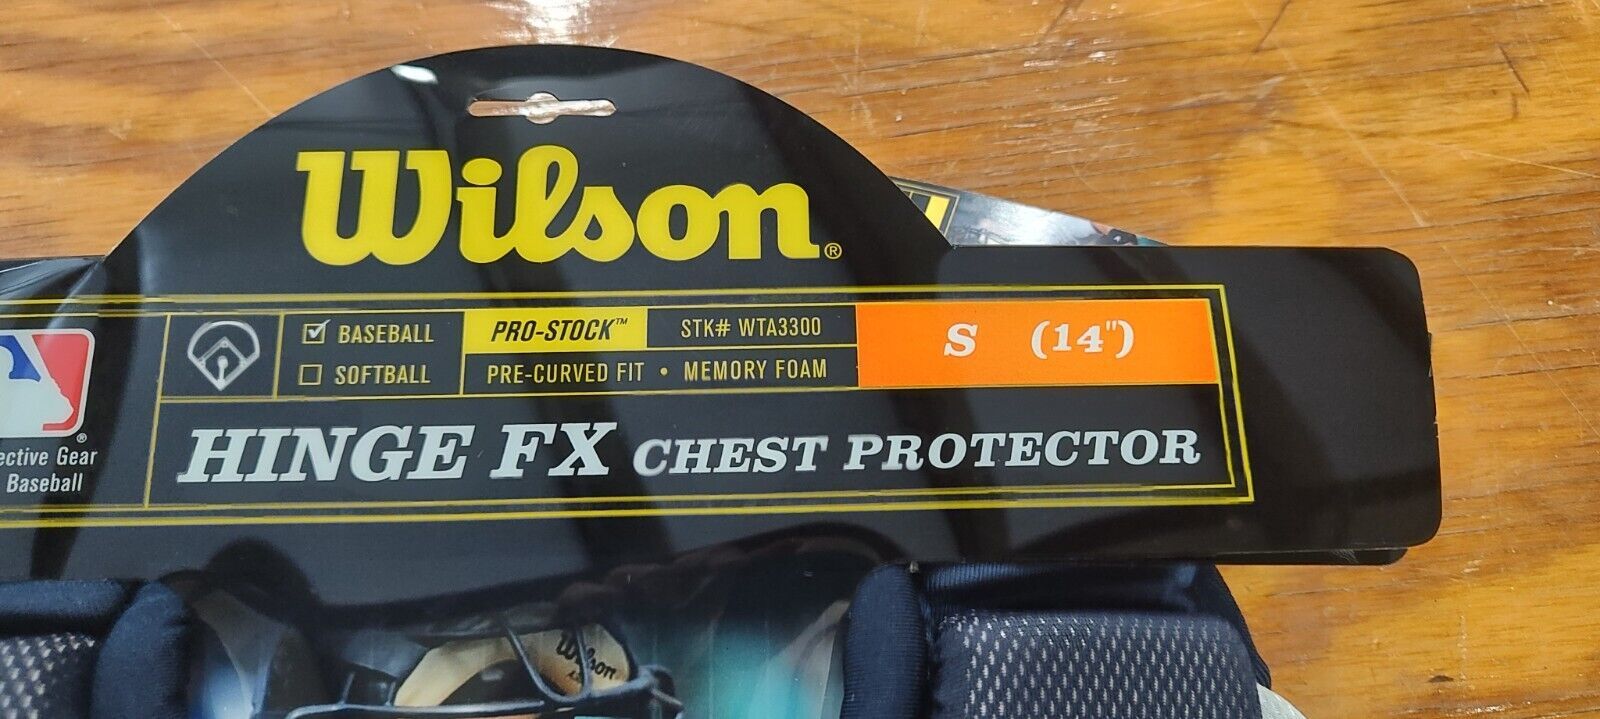 Wilson®
BASEBALL
SOFTBALL
PRO-STOCK™
STK# WTA3300
PRE-CURVED FIT • MEMORY FOAM
S (14")
HINGE FX CHEST PROTECTOR
®
Gear
Baseball
Wilson